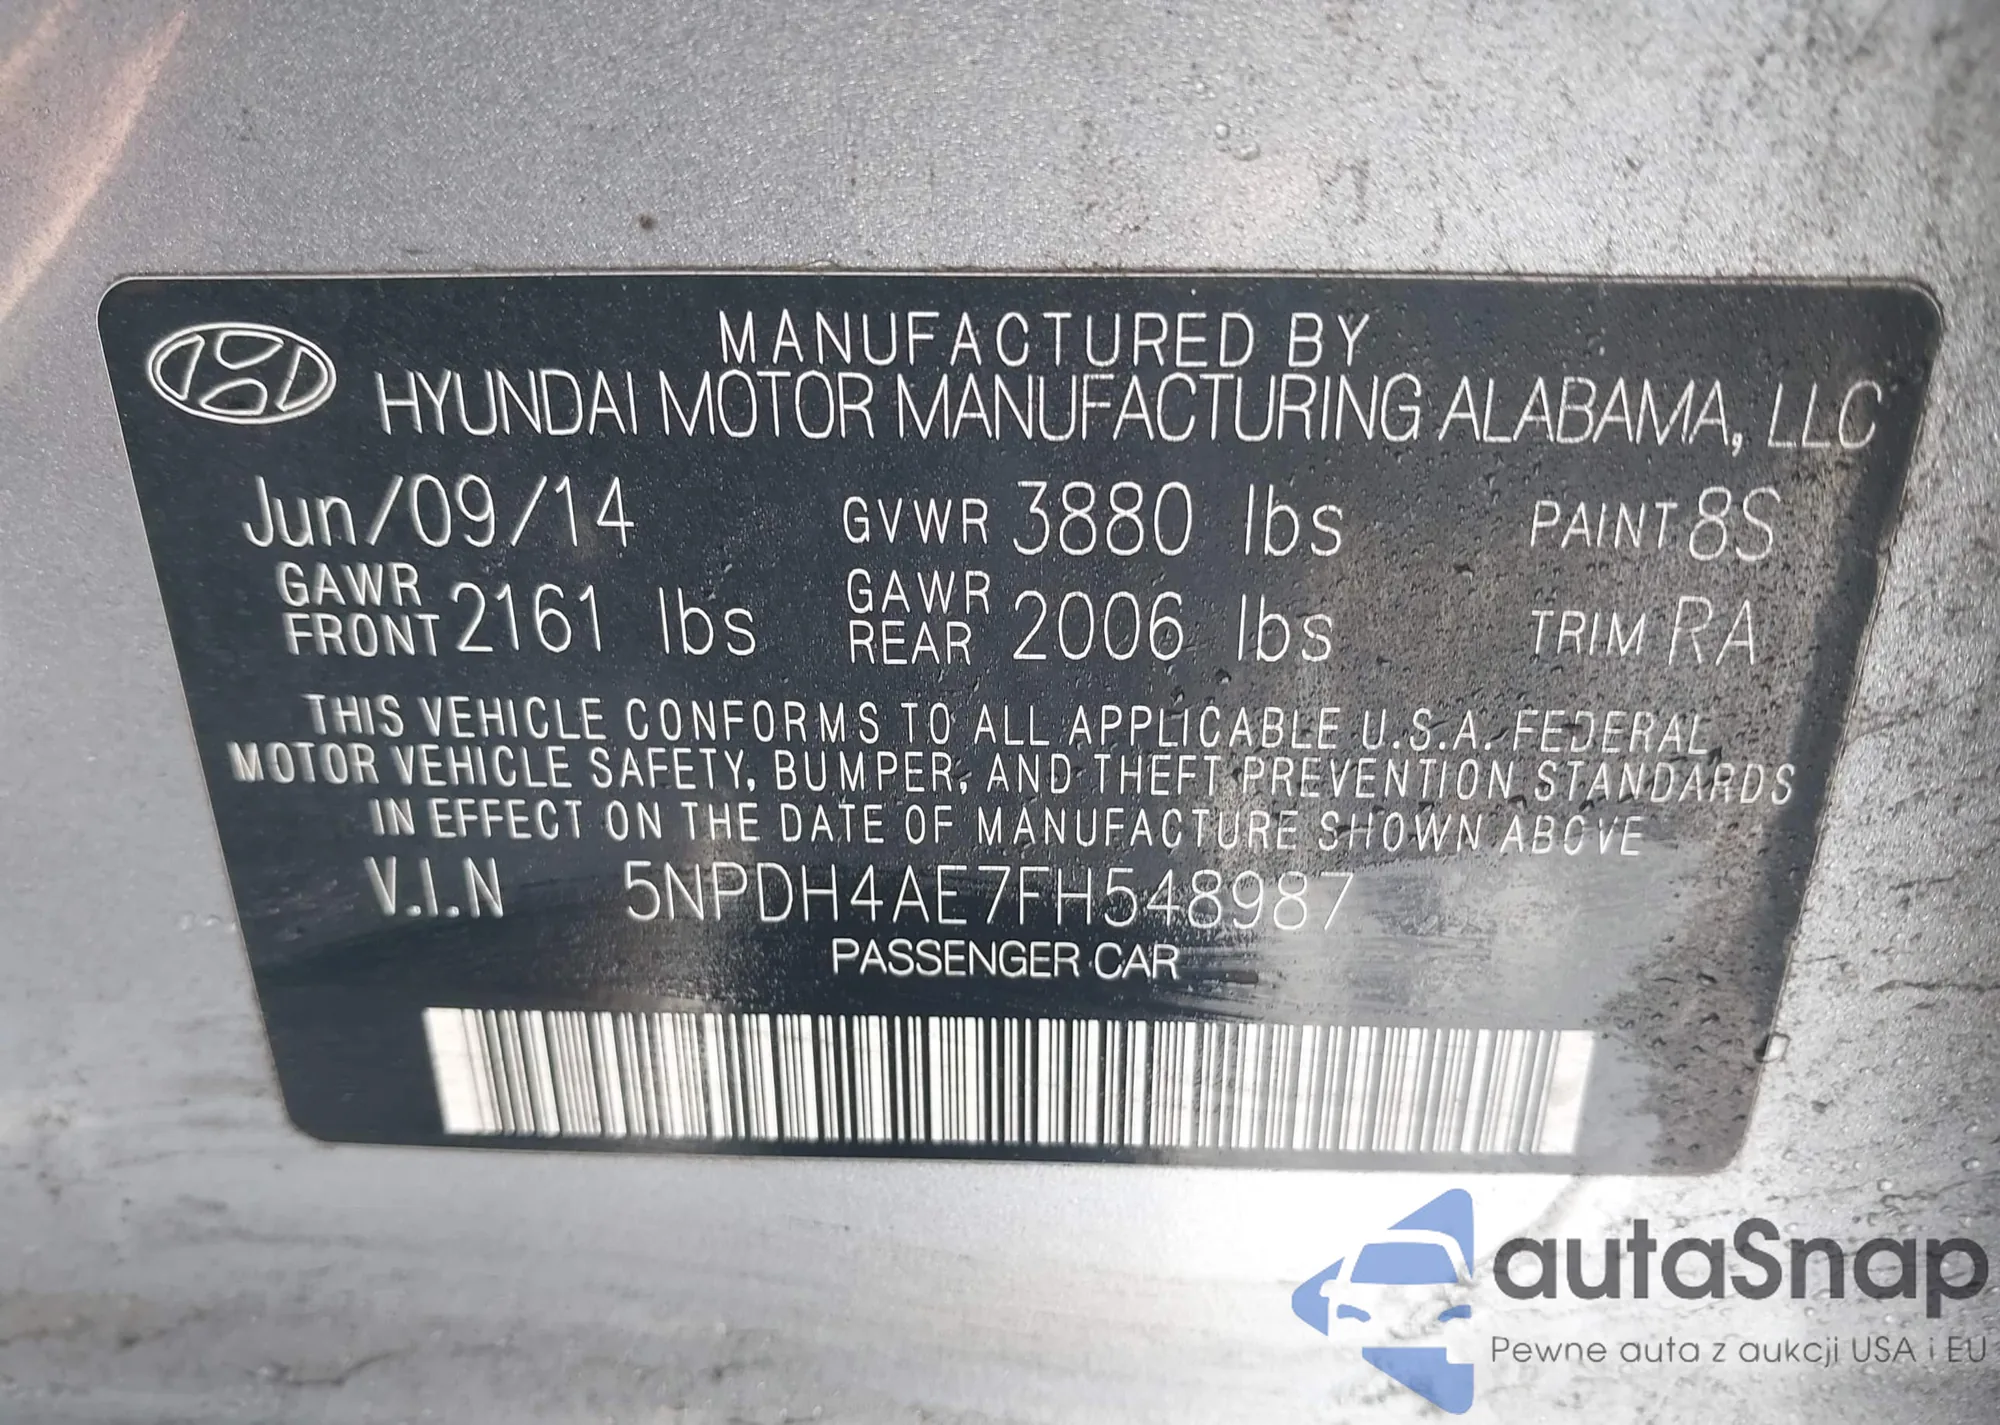 MANUFACTURED BY
HYUNDAI MOTOR MANUFACTURING ALABAMA, LLC
Jun/09/14 GVWR 3880 lbs PAINT 8S
GAWR FRONT 2161 lbs GAWR REAR 2006 lbs TRIM RA
THIS VEHICLE CONFORMS TO ALL APPLICABLE U.S.A. FEDERAL
MOTOR VEHICLE SAFETY, BUMPER, AND THEFT PREVENTION STANDARDS
IN EFFECT ON THE DATE OF MANUFACTURE SHOWN ABOVE
V.I.N 5NPDH4AE7FH548987
PASSENGER CAR
autaSnap
Pewne auta z aukcji USA i EU